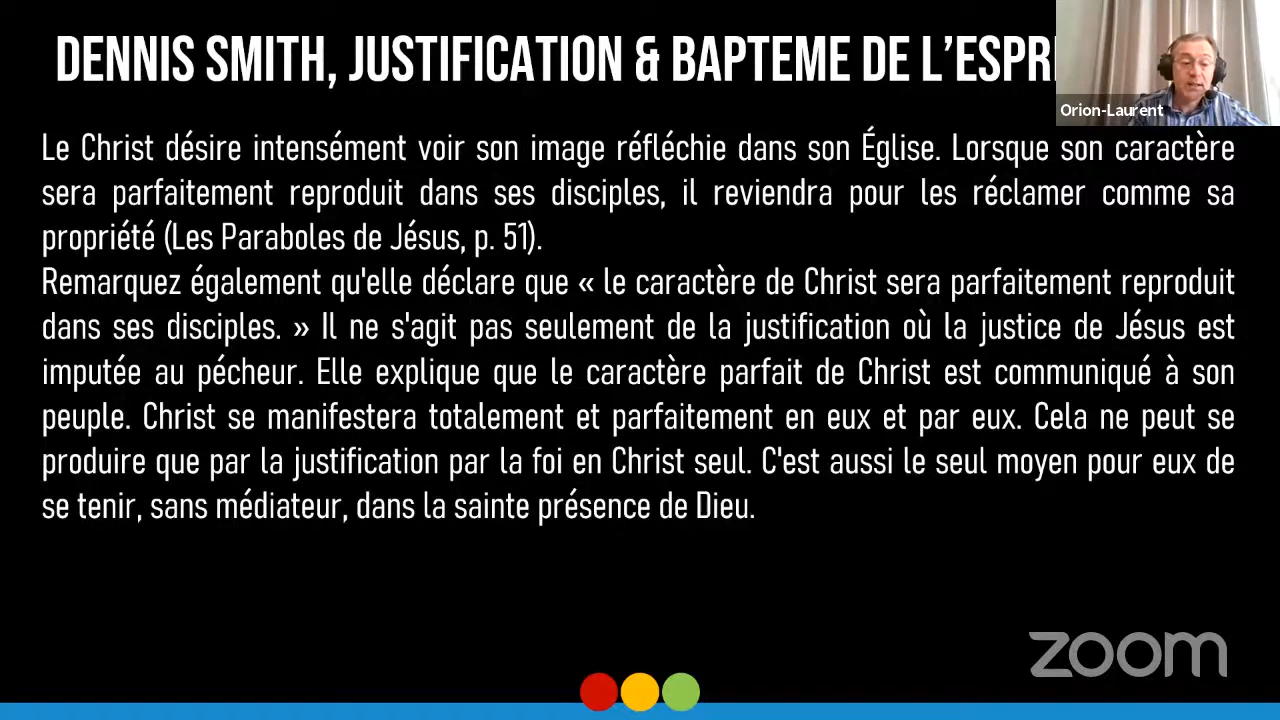 DENNIS SMITH, JUSTIFICATION & BAPTEME DE L'ESPR
Orion-Laurent
Le Christ désire intensément voir son image réfléchie dans son Église. Lorsque son caractère
sera parfaitement reproduit dans ses disciples, il reviendra pour les réclamer comme sa
propriété (Les Paraboles de Jésus, p. 51).
Remarquez également qu'elle déclare que « le caractère de Christ sera parfaitement reproduit
dans ses disciples. » Il ne s'agit pas seulement de la justification où la justice de Jésus est
imputée au pécheur. Elle explique que le caractère parfait de Christ est communiqué à son
peuple. Christ se manifestera totalement et parfaitement en eux et par eux. Cela ne peut se
produire que par la justification par la foi en Christ seul. C'est aussi le seul moyen pour eux de
se tenir, sans médiateur, dans la sainte présence de Dieu.
zoom